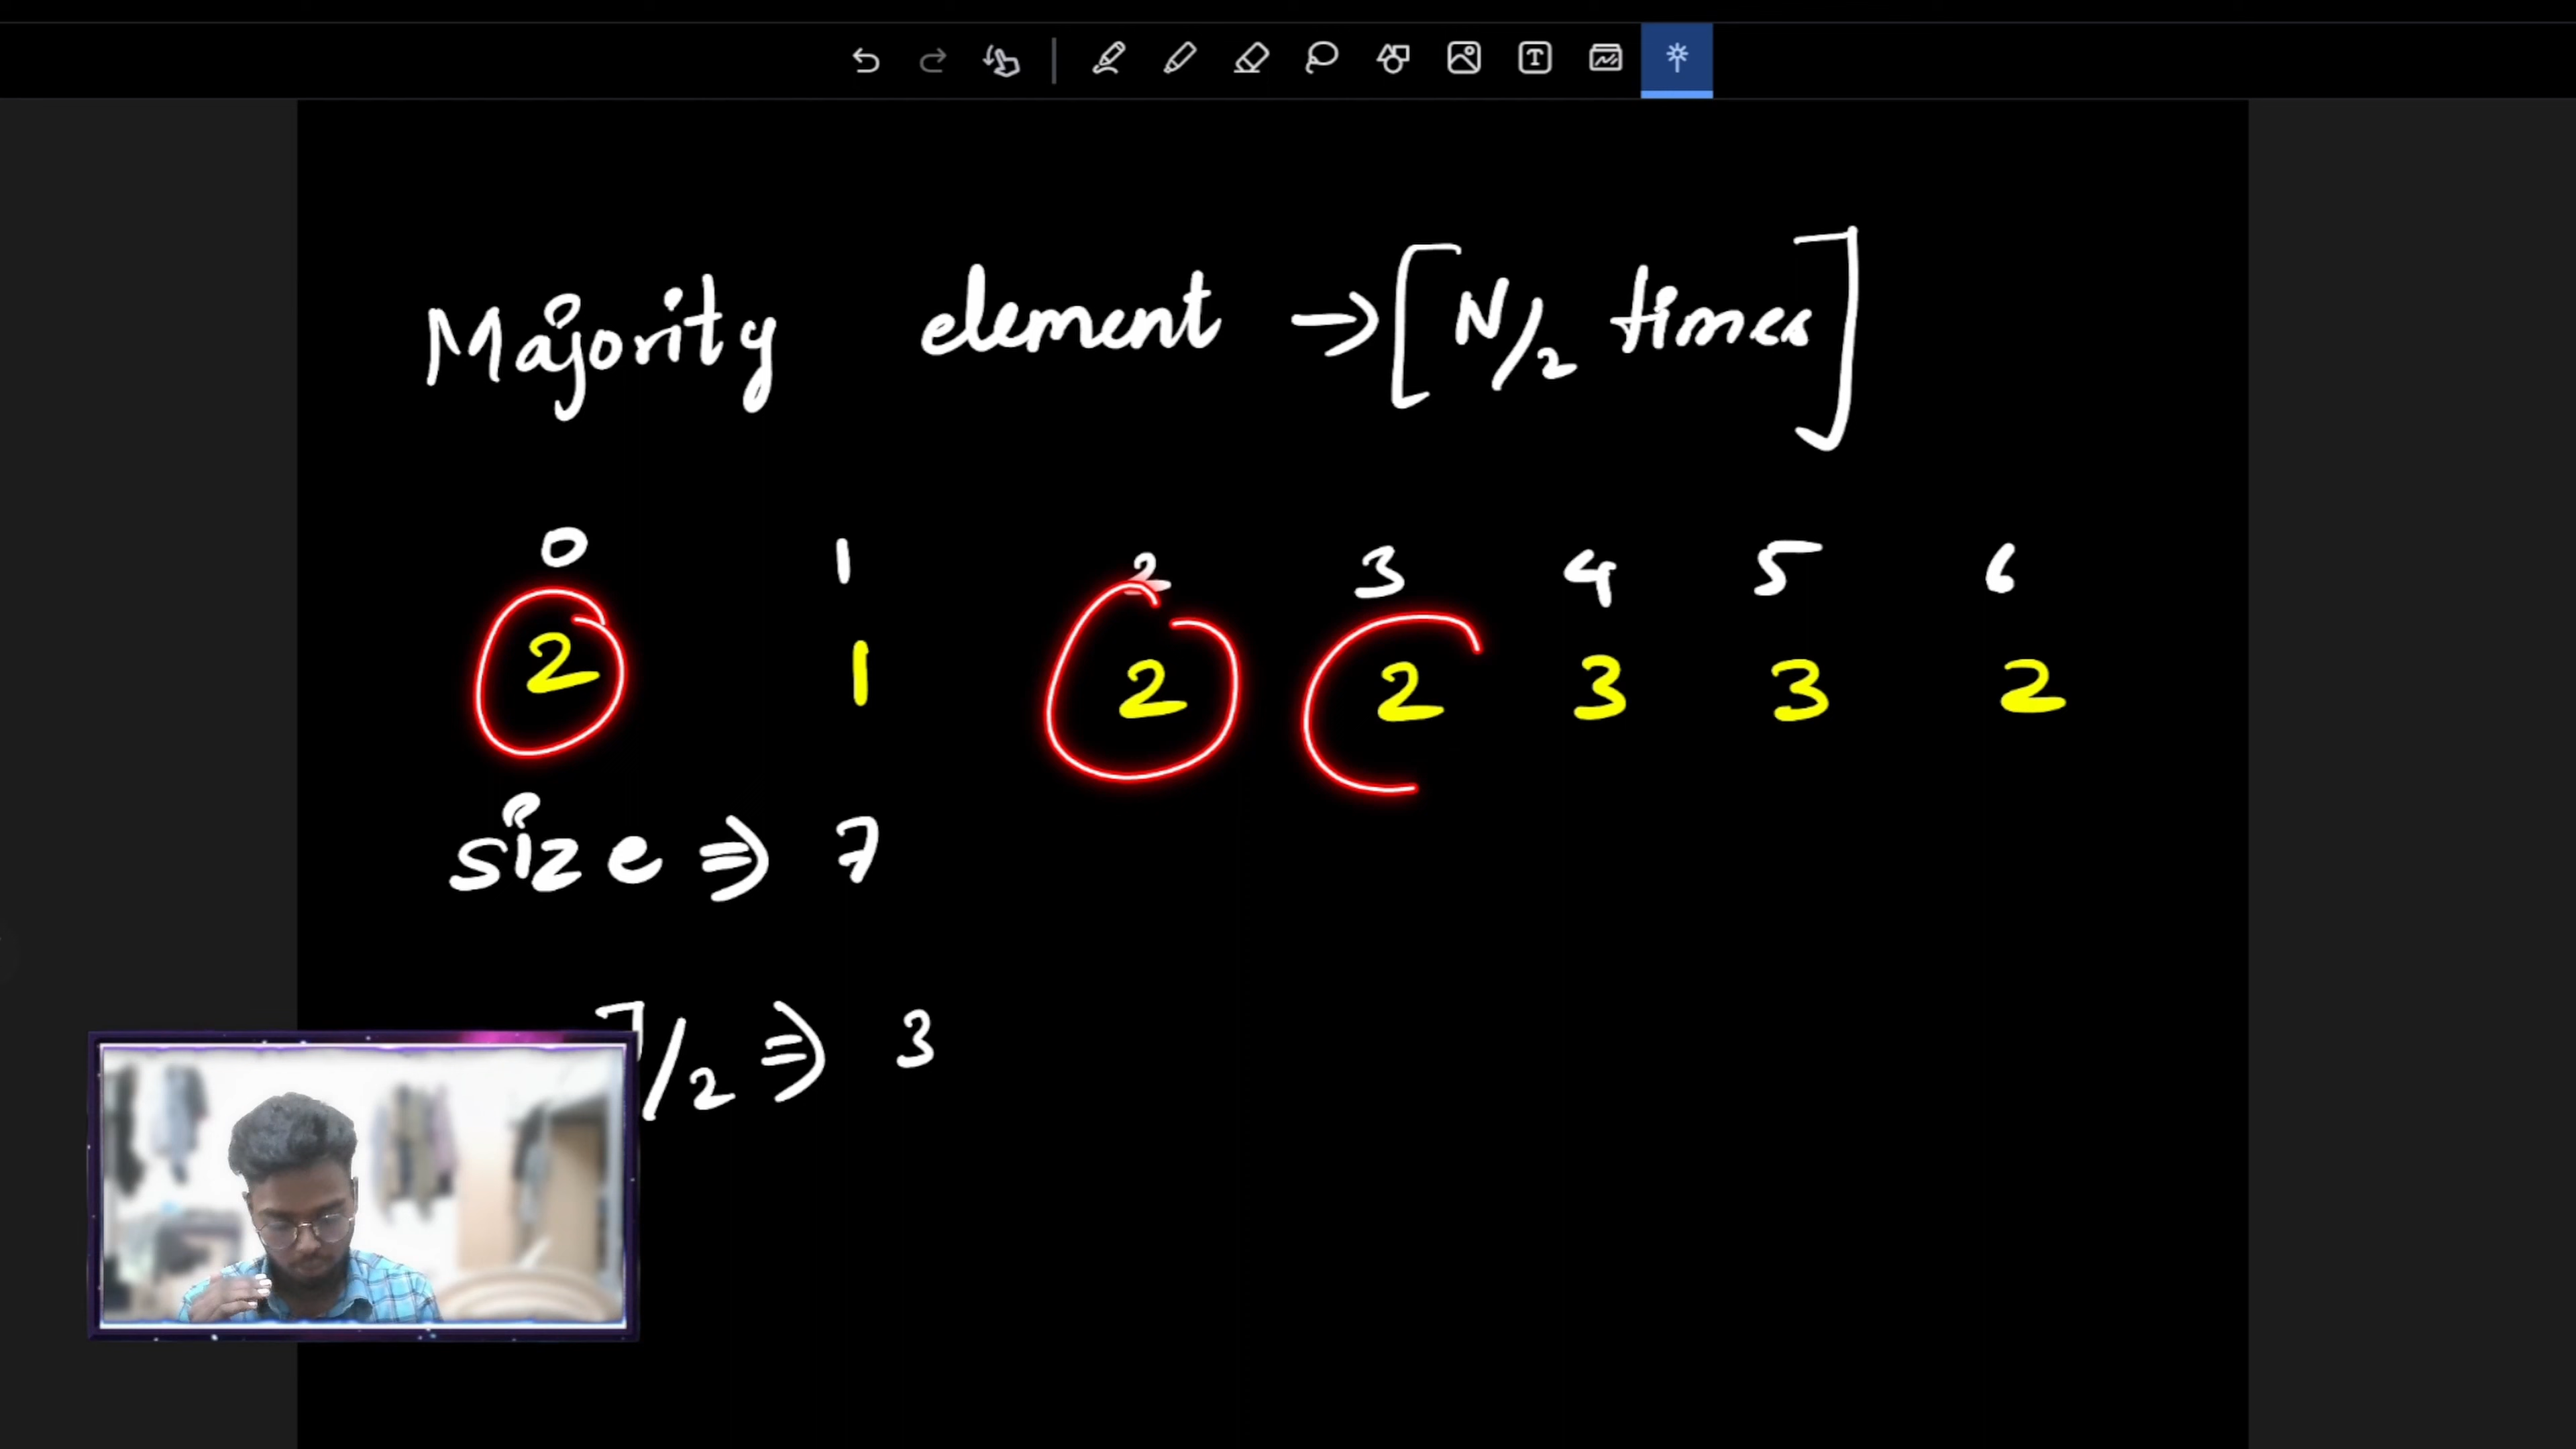 Majority element → [N/2 times]
0 1 2 3 4 5 6
2 1 2 2 3 3 2
size ⇒ 7
7/2 ⇒ 3